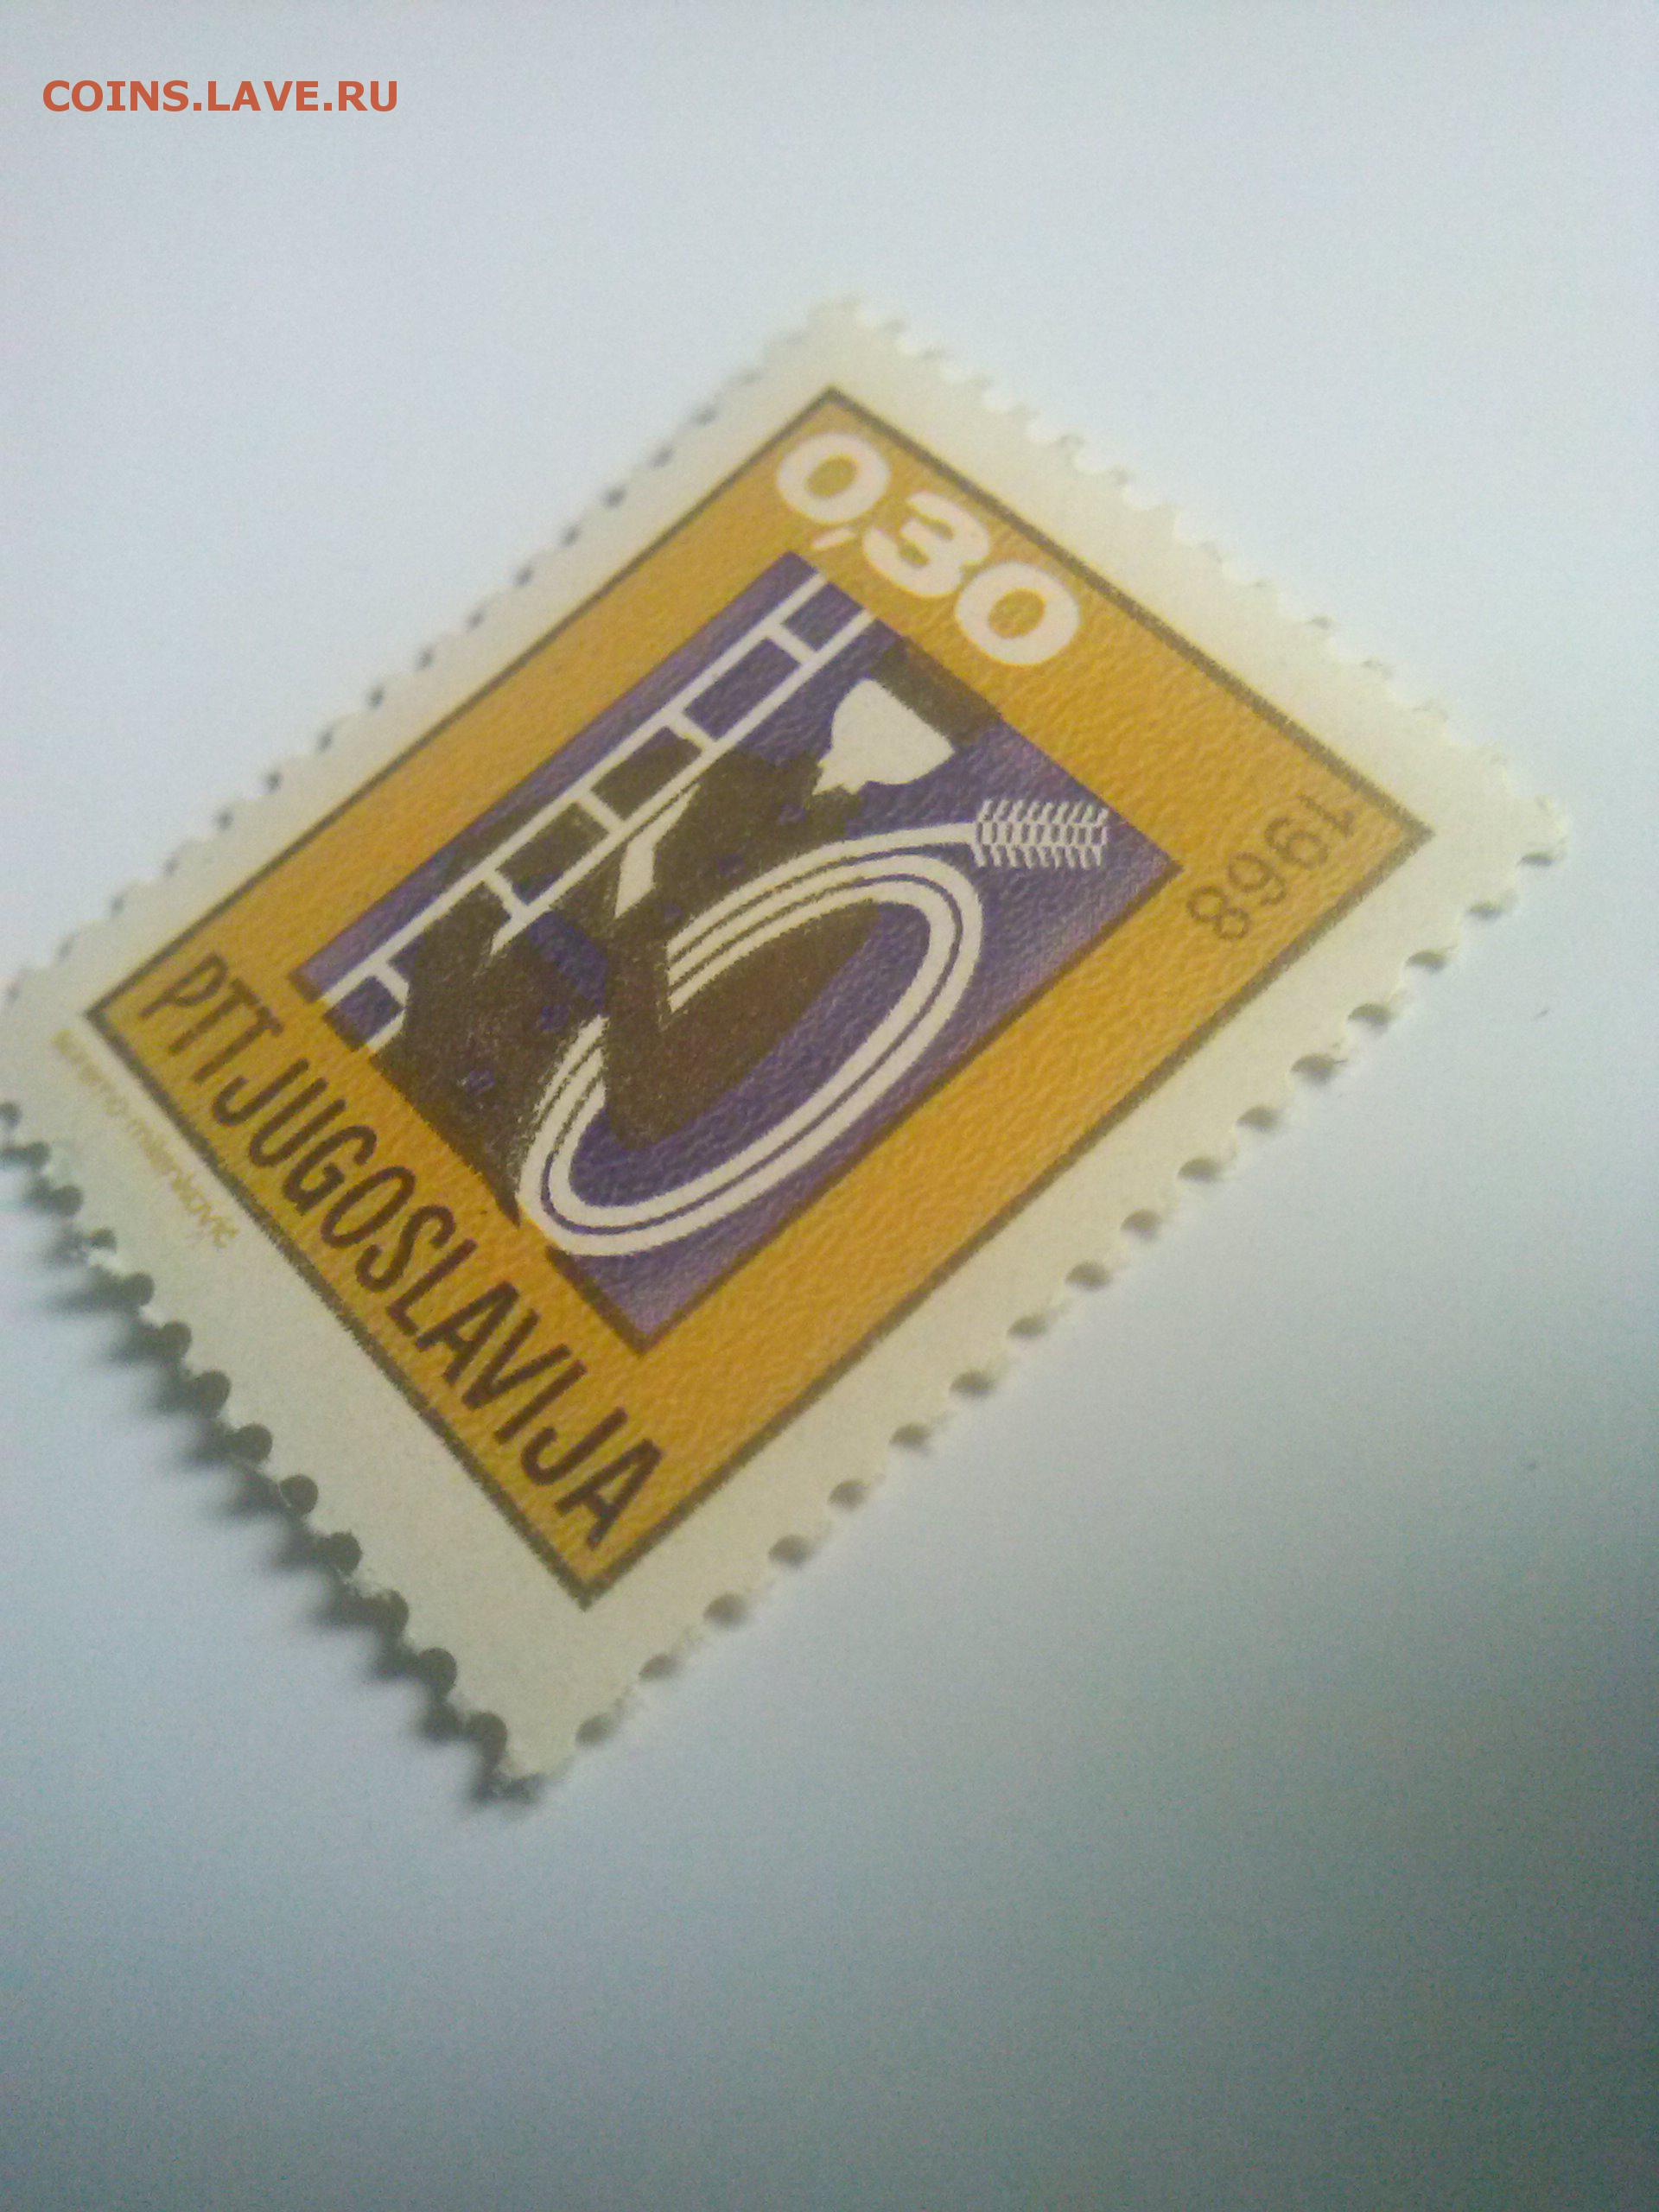 COINS.LAVE.RU
0,30
1968
PTT JUGOSLAVIJA